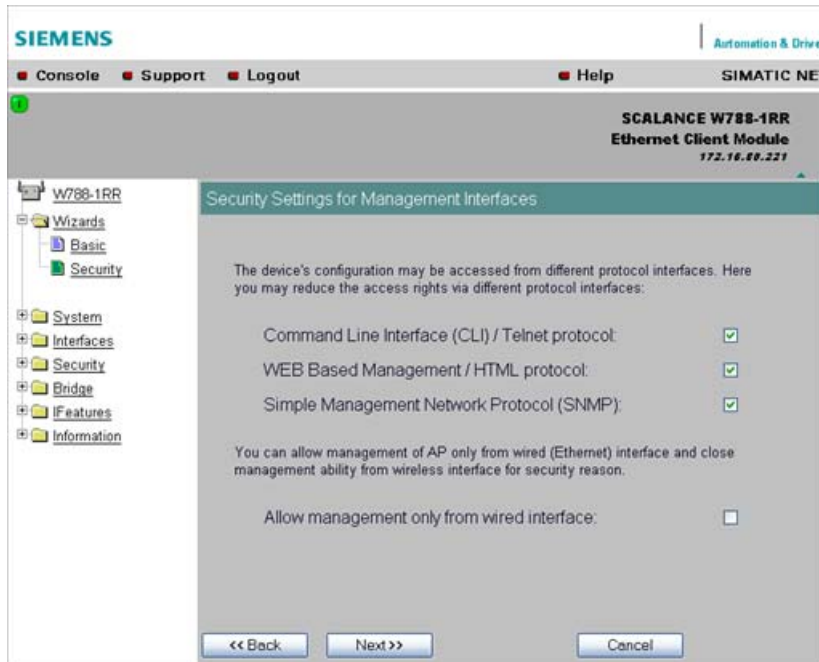 SIEMENS
Automation & Drive
Console Support Logout Help SIMATIC NE
SCALANCE W788-1RR
Ethernet Client Module
172.16.80.221
W788-1RR
Wizards
Basic
Security
System
Interfaces
Security
Bridge
IFeatures
Information
Security Settings for Management Interfaces
The device's configuration may be accessed from different protocol interfaces. Here
you may reduce the access rights via different protocol interfaces:
Command Line Interface (CLI) / Telnet protocol:
WEB Based Management / HTML protocol:
Simple Management Network Protocol (SNMP):
You can allow management of AP only from wired (Ethernet) interface and close
management ability from wireless interface for security reason.
Allow management only from wired interface:
<< Back Next >> Cancel